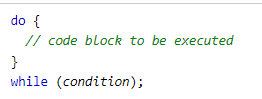 do {
  // code block to be executed
}
while (condition);